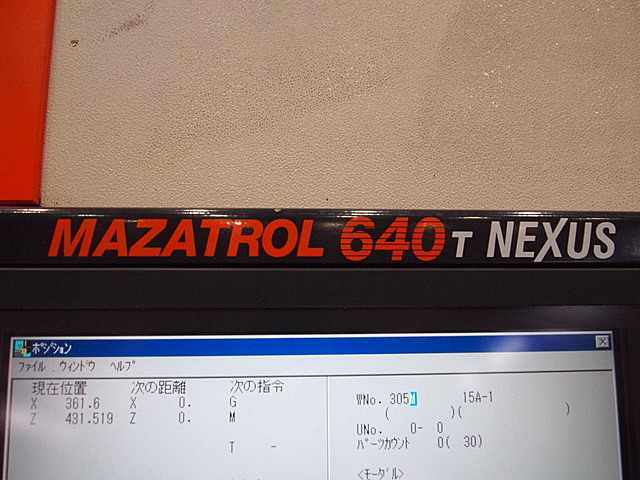 MAZATROL 640 T NEXUS
ﾎﾟｼﾞｼｮﾝ
ﾌｧｲﾙ ｳｨﾝﾄﾞｳ ﾍﾙﾌﾟ
現在位置 次の距離 次の指令
X 361.6 X 0. G
Z 431.519 Z 0. M
T -
WNo. 305M 15A-1
( )( )
UNo. 0- 0
ﾊﾟｰﾂｶｳﾝﾄ 0( 30)
<ﾓｰﾀﾞﾙ>